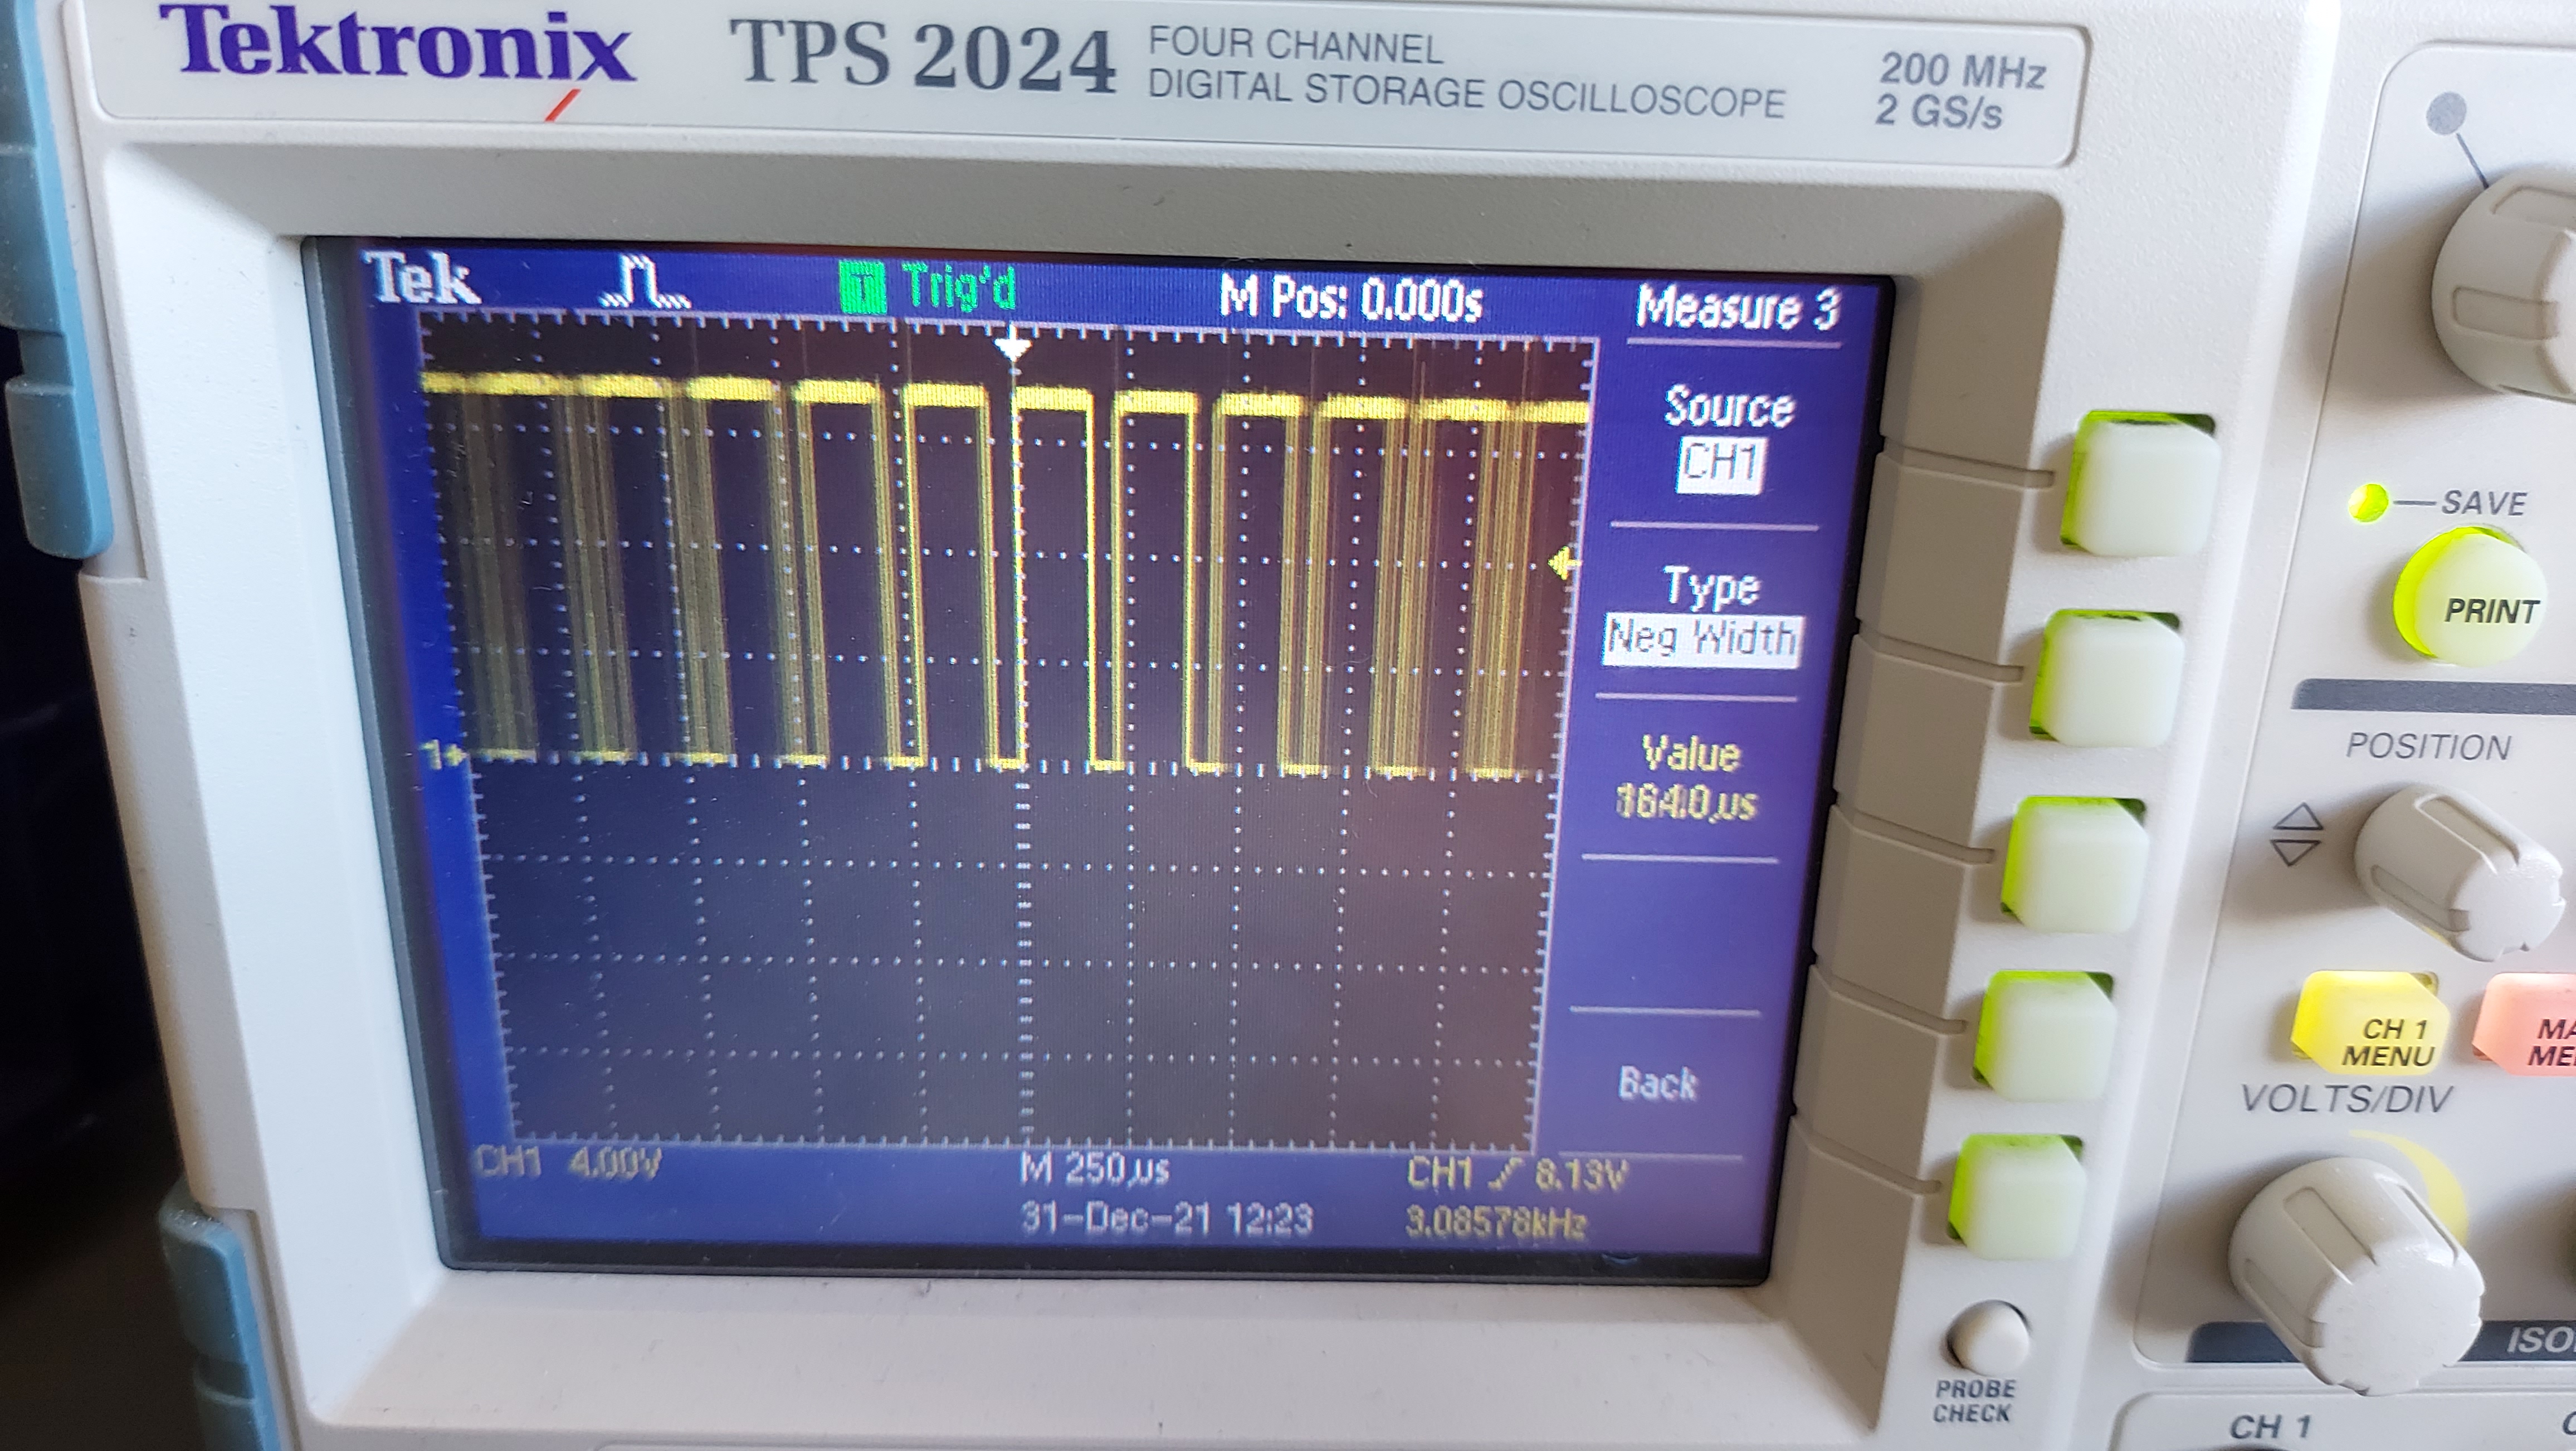 Tektronix TPS 2024 FOUR CHANNEL
DIGITAL STORAGE OSCILLOSCOPE
200 MHz
2 GS/s
Tek T Trig'd M Pos: 0.000s Measure 3
Source
CH1
Type
Neg Width
Value
Back
1
CH1 4.00V M 250µs CH1 8.13V
31-Dec-21 12:23 3.08578kHz
SAVE
PRINT
POSITION
CH 1
MENU
VOLTS/DIV
PROBE
CHECK
CH 1